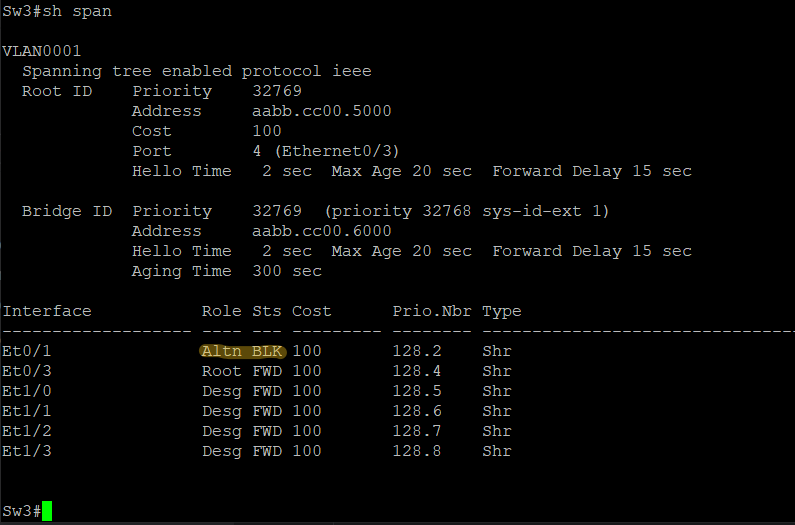 Sw3#sh span
VLAN0001
  Spanning tree enabled protocol ieee
  Root ID    Priority    32769
             Address     aabb.cc00.5000
             Cost        100
             Port        4 (Ethernet0/3)
             Hello Time   2 sec  Max Age 20 sec  Forward Delay 15 sec
  Bridge ID  Priority    32769  (priority 32768 sys-id-ext 1)
             Address     aabb.cc00.6000
             Hello Time   2 sec  Max Age 20 sec  Forward Delay 15 sec
             Aging Time  300 sec
Interface           Role Sts Cost      Prio.Nbr Type
------------------- ---- --- --------- -------- --------------------------------
Et0/1               Altn BLK 100       128.2    Shr
Et0/3               Root FWD 100       128.4    Shr
Et1/0               Desg FWD 100       128.5    Shr
Et1/1               Desg FWD 100       128.6    Shr
Et1/2               Desg FWD 100       128.7    Shr
Et1/3               Desg FWD 100       128.8    Shr
Sw3#